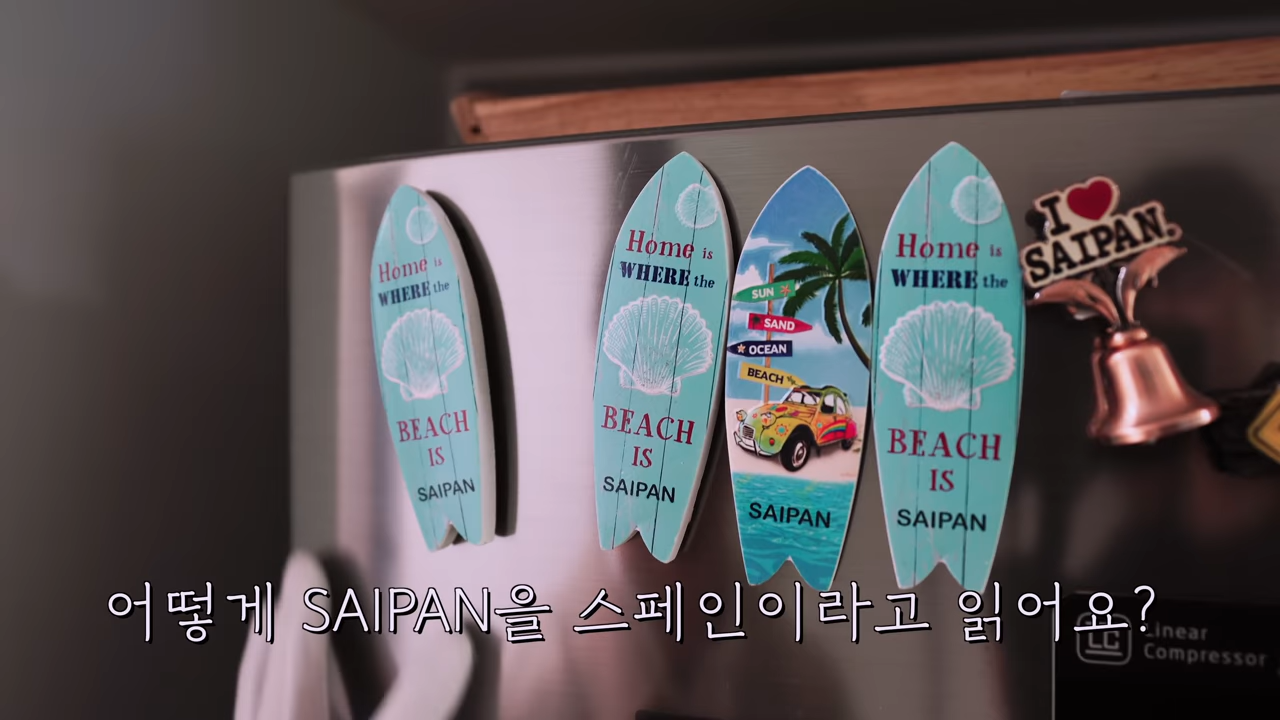 Home is
WHERE the
BEACH
IS
SAIPAN
Home is
WHERE the
BEACH
IS
SAIPAN
SUN
SAND
OCEAN
BEACH
SAIPAN
Home is
WHERE the
BEACH
IS
SAIPAN
I
SAIPAN.
어떻게 SAIPAN을 스페인이라고 읽어요?
LC Linear
Compressor